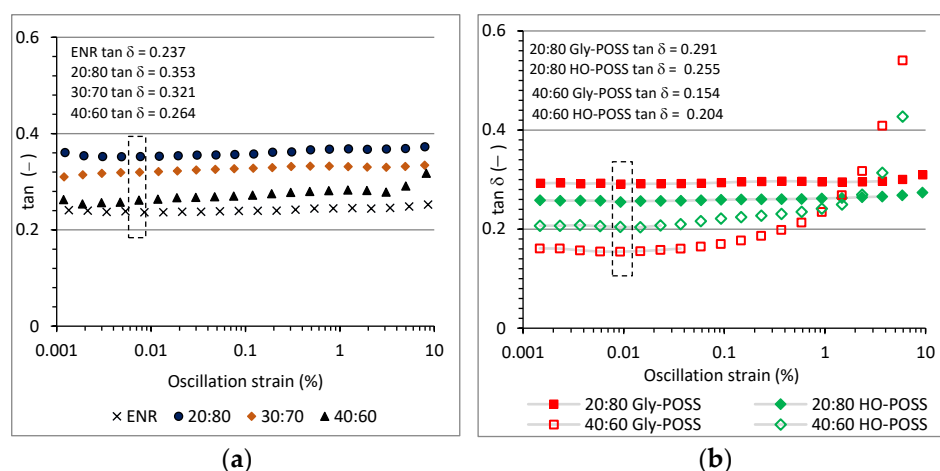 0.6
0.4
0.2
0
tan (–)
ENR tan δ = 0.237
20:80 tan δ = 0.353
30:70 tan δ = 0.321
40:60 tan δ = 0.264
0.001 0.01 0.1 1 10
Oscillation strain (%)
ENR 20:80 30:70 40:60
(a)
0.6
0.4
0.2
0
tan δ (–)
20:80 Gly-POSS tan δ = 0.291
20:80 HO-POSS tan δ = 0.255
40:60 Gly-POSS tan δ = 0.154
40:60 HO-POSS tan δ = 0.204
0.001 0.01 0.1 1 10
Oscillation strain (%)
20:80 Gly-POSS 20:80 HO-POSS
40:60 Gly-POSS 40:60 HO-POSS
(b)